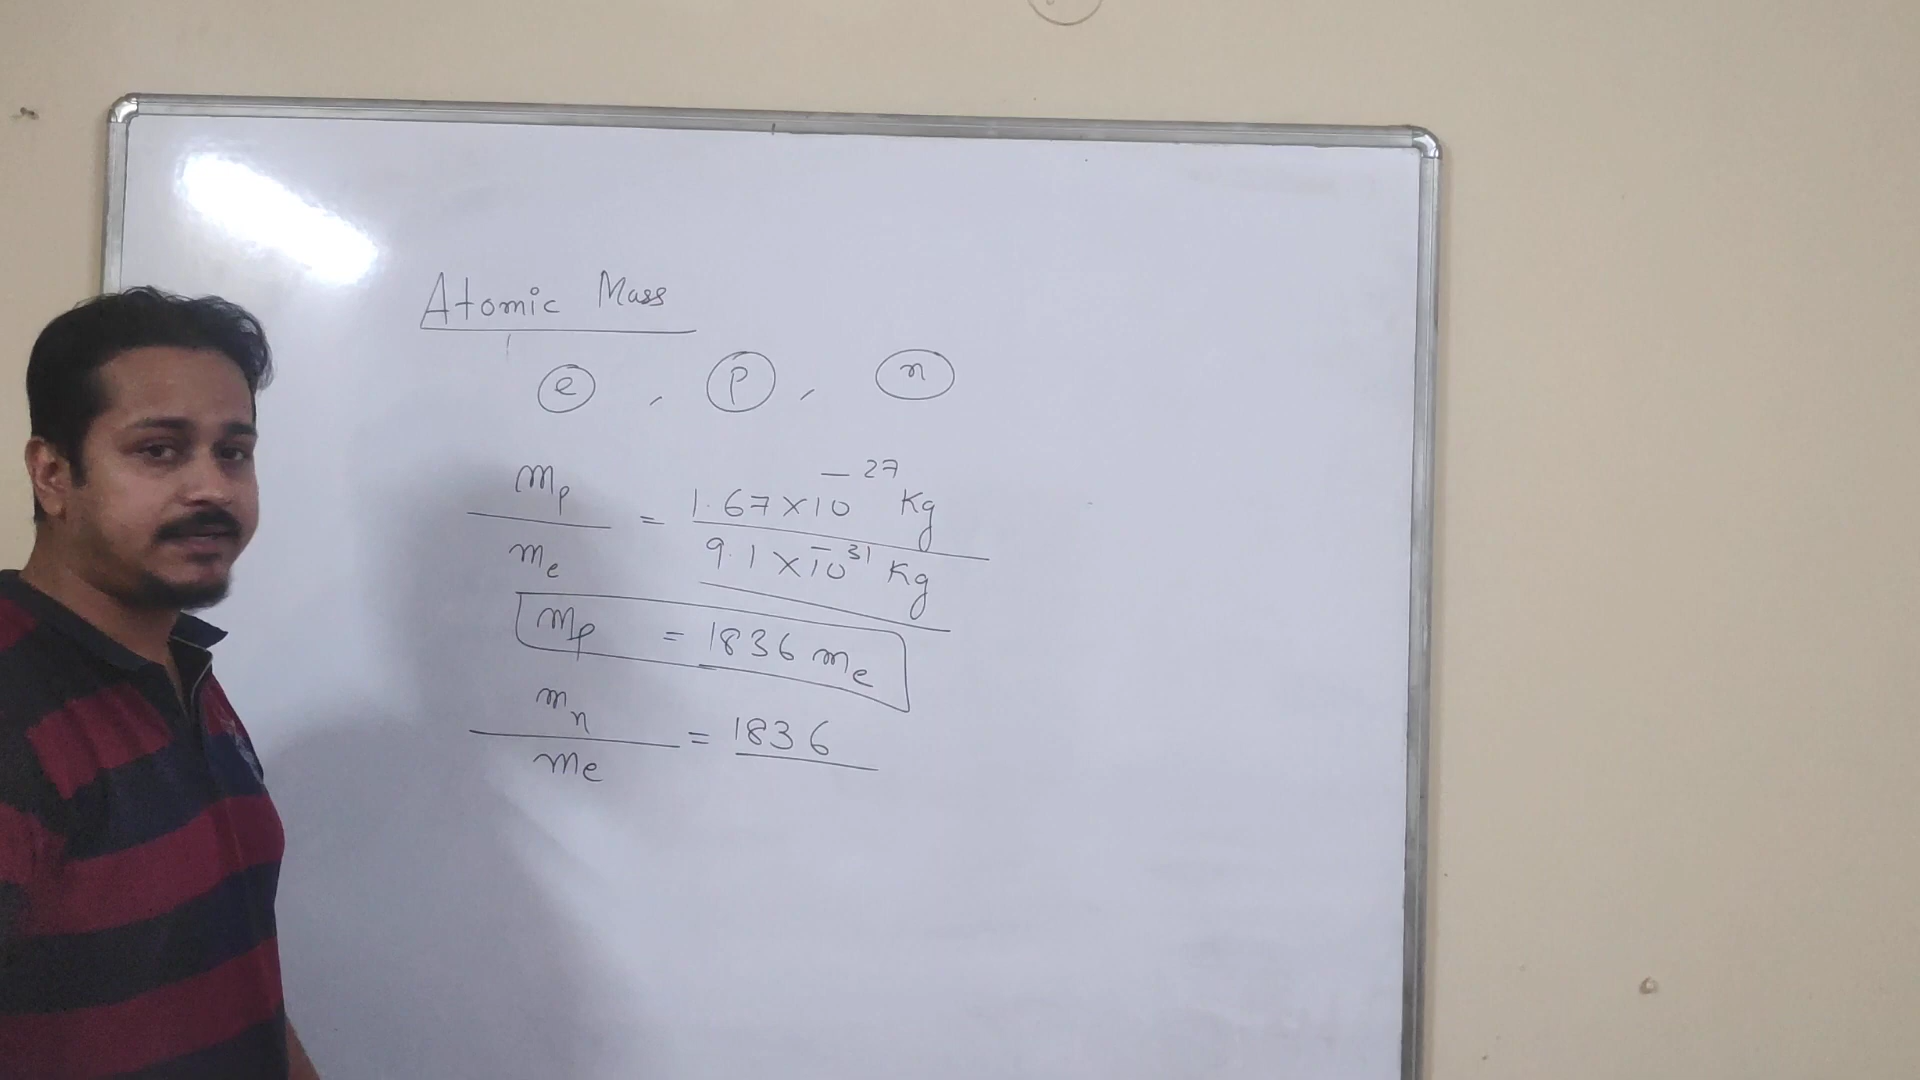 Atomic Mass
e , p , n
mp / me = 1.67 × 10^-27 Kg / 9.1 × 10^-31 Kg
mp = 1836 me
mn / me = 1836